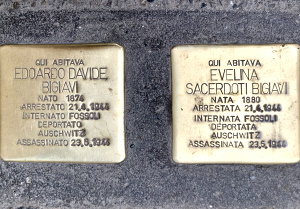 QUI ABITAVA
EDOARDO DAVIDE
BIGIAVI
NATO 1874
ARRESTATO 21.4.1944
INTERNATO FOSSOLI
DEPORTATO
AUSCHWITZ
ASSASSINATO 23.5.1944
QUI ABITAVA
EVELINA
SACERDOTI BIGIAVI
NATA 1880
ARRESTATA 21.4.1944
INTERNATA FOSSOLI
DEPORTATA
AUSCHWITZ
ASSASSINATA 23.5.1944